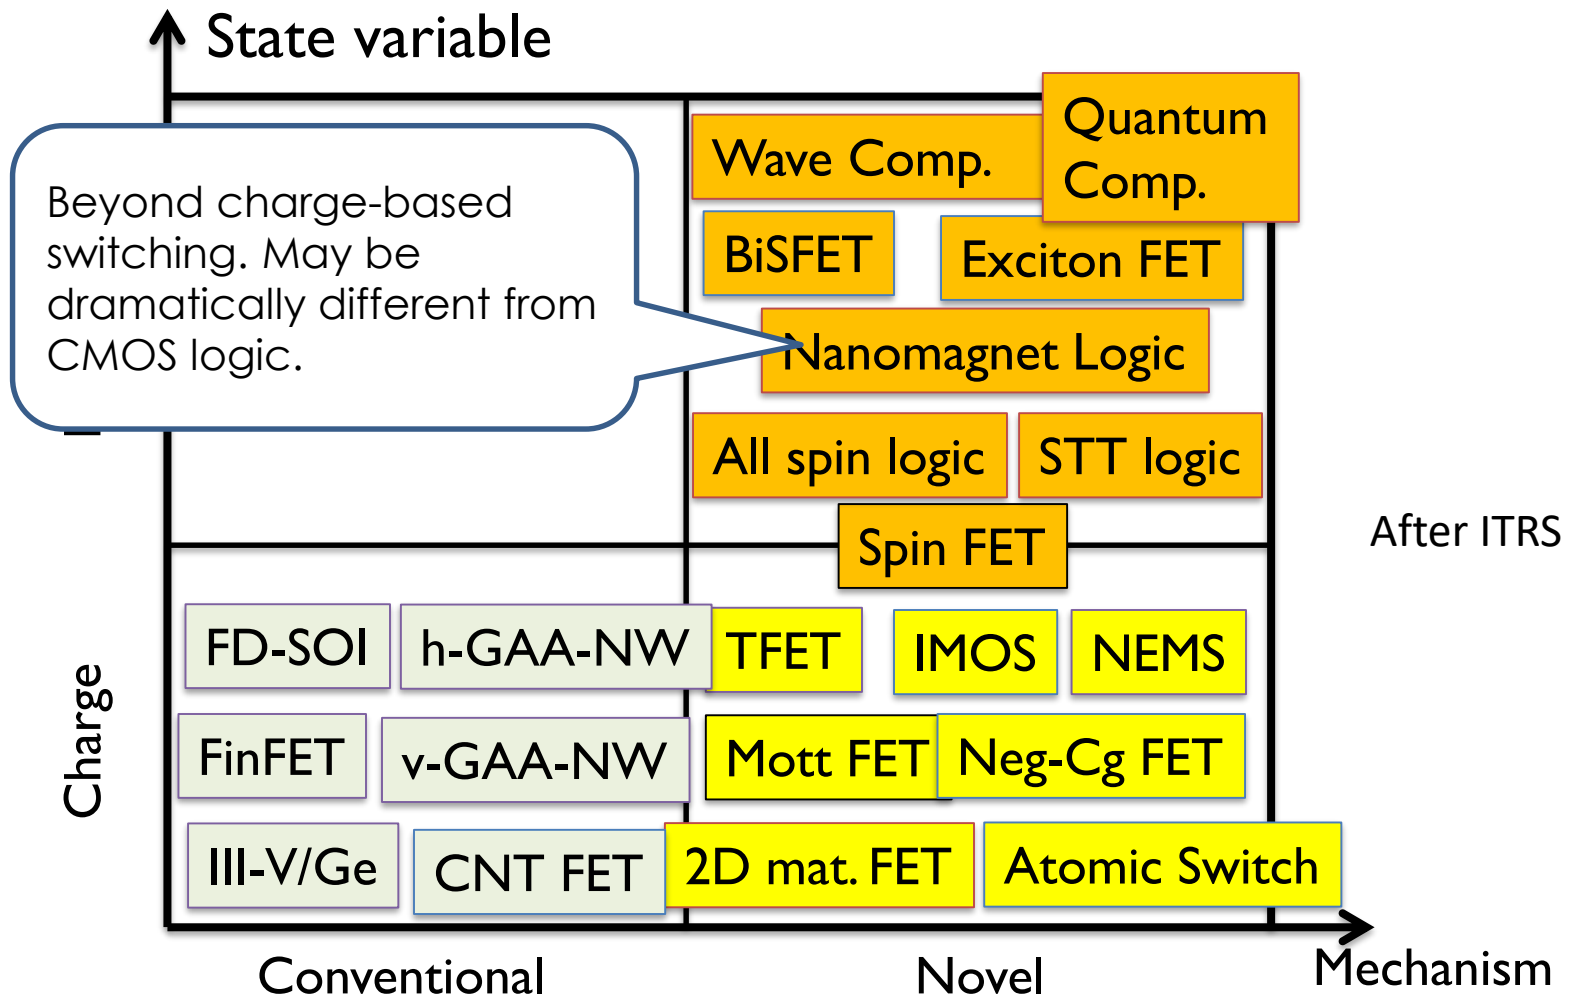 State variable
Quantum
Comp.
Wave Comp.
Beyond charge-based
switching. May be
dramatically different from
CMOS logic.
BiSFET
Exciton FET
Nanomagnet Logic
All spin logic
STT logic
Spin FET
After ITRS
Charge
FD-SOI
h-GAA-NW
TFET
IMOS
NEMS
FinFET
v-GAA-NW
Mott FET
Neg-Cg FET
III-V/Ge
CNT FET
2D mat. FET
Atomic Switch
Conventional
Novel
Mechanism